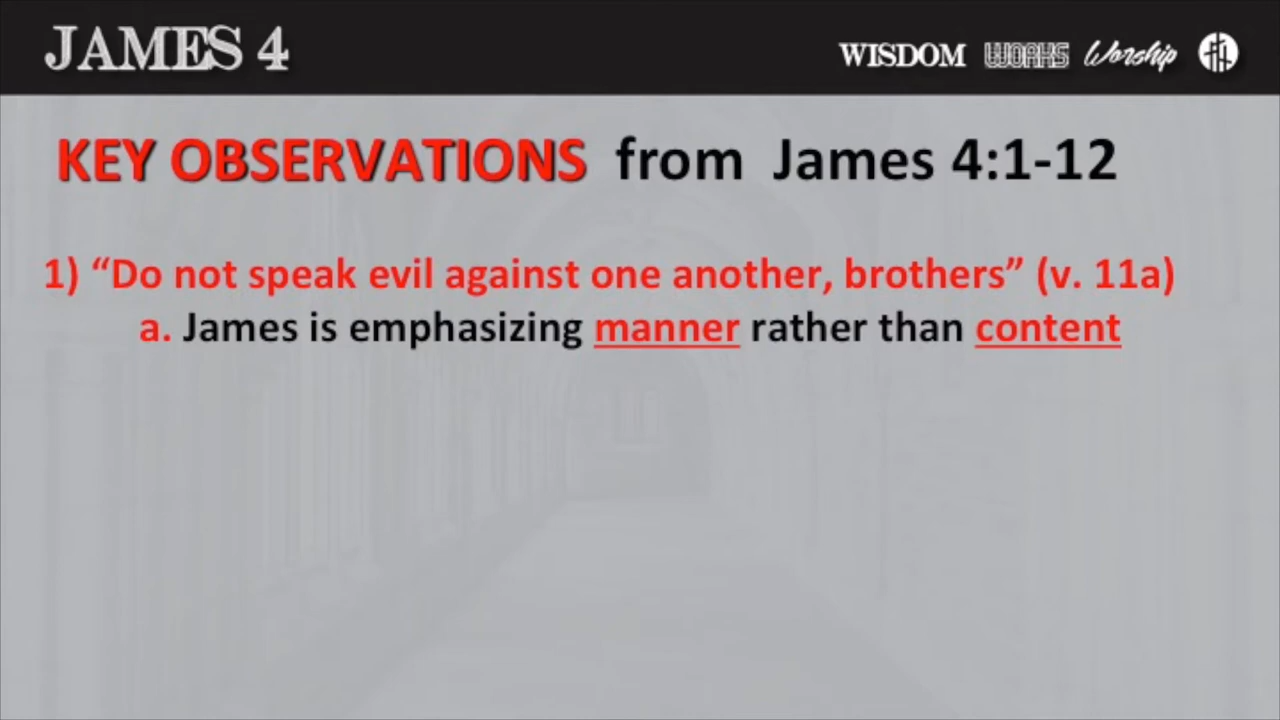 JAMES 4
WISDOM WORKS Worship
KEY OBSERVATIONS from James 4:1-12
1) “Do not speak evil against one another, brothers” (v. 11a)
a. James is emphasizing manner rather than content